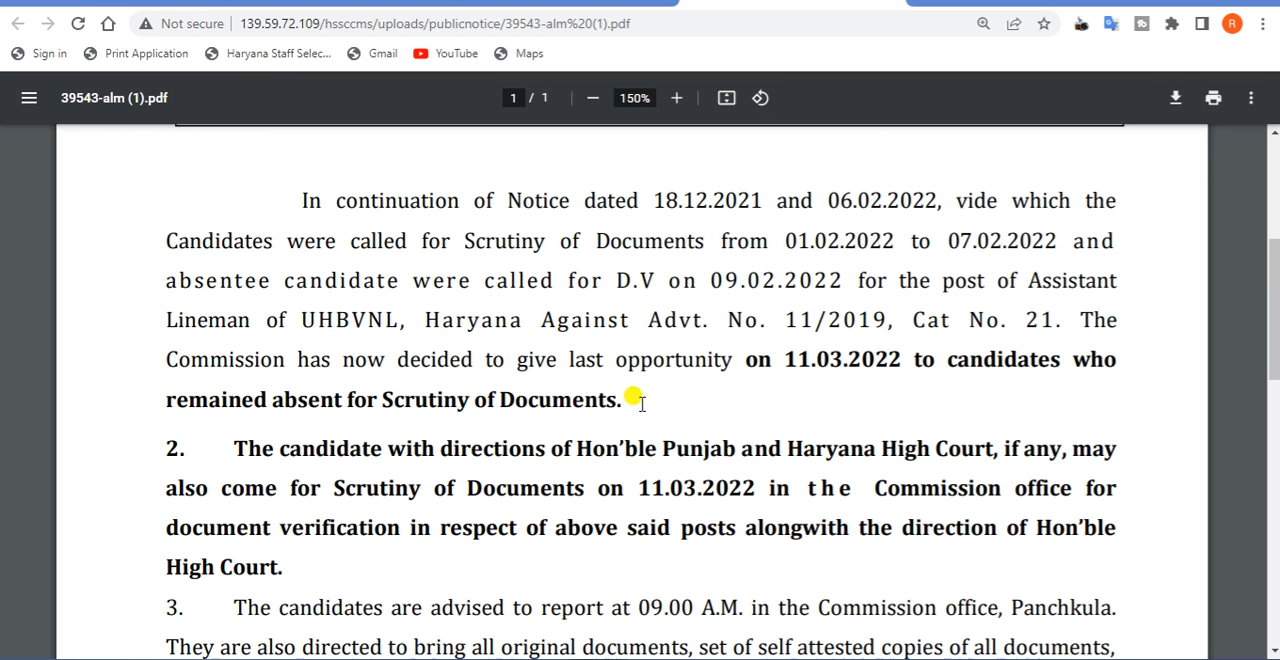 Not secure | 139.59.72.109/hssccms/uploads/publicnotice/39543-alm%20(1).pdf
R
Sign in Print Application Haryana Staff Selec... Gmail YouTube Maps
39543-alm (1).pdf 1 / 1 150%
In continuation of Notice dated 18.12.2021 and 06.02.2022, vide which the
Candidates were called for Scrutiny of Documents from 01.02.2022 to 07.02.2022 and
absentee candidate were called for D.V on 09.02.2022 for the post of Assistant
Lineman of UHBVNL, Haryana Against Advt. No. 11/2019, Cat No. 21. The
Commission has now decided to give last opportunity on 11.03.2022 to candidates who
remained absent for Scrutiny of Documents.
2. The candidate with directions of Hon’ble Punjab and Haryana High Court, if any, may
also come for Scrutiny of Documents on 11.03.2022 in the Commission office for
document verification in respect of above said posts alongwith the direction of Hon’ble
High Court.
3. The candidates are advised to report at 09.00 A.M. in the Commission office, Panchkula.
They are also directed to bring all original documents, set of self attested copies of all documents,